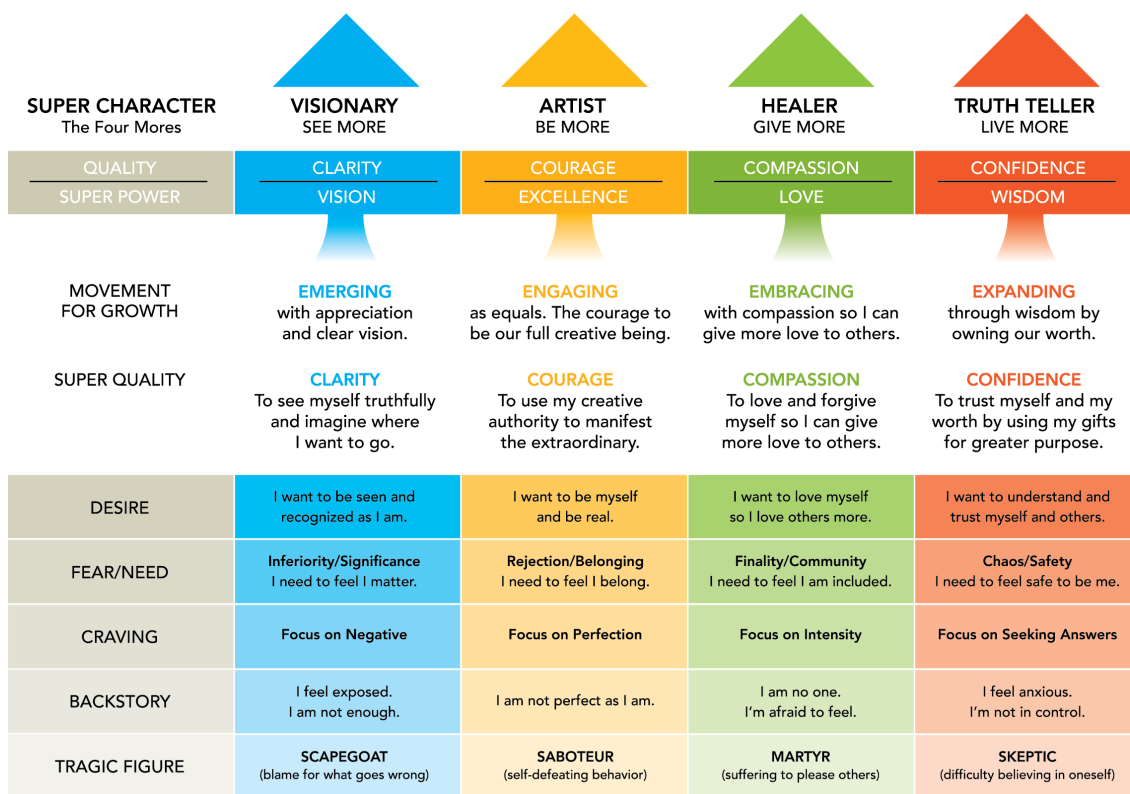 SUPER CHARACTER
The Four Mores
VISIONARY
SEE MORE
ARTIST
BE MORE
HEALER
GIVE MORE
TRUTH TELLER
LIVE MORE
QUALITY
SUPER POWER
CLARITY
VISION
COURAGE
EXCELLENCE
COMPASSION
LOVE
CONFIDENCE
WISDOM
MOVEMENT
FOR GROWTH
EMERGING
with appreciation
and clear vision.
ENGAGING
as equals. The courage to
be our full creative being.
EMBRACING
with compassion so I can
give more love to others.
EXPANDING
through wisdom by
owning our worth.
SUPER QUALITY
CLARITY
To see myself truthfully
and imagine where
I want to go.
COURAGE
To use my creative
authority to manifest
the extraordinary.
COMPASSION
To love and forgive
myself so I can give
more love to others.
CONFIDENCE
To trust myself and my
worth by using my gifts
for greater purpose.
DESIRE
I want to be seen and
recognized as I am.
I want to be myself
and be real.
I want to love myself
so I love others more.
I want to understand and
trust myself and others.
FEAR/NEED
Inferiority/Significance
I need to feel I matter.
Rejection/Belonging
I need to feel I belong.
Finality/Community
I need to feel I am included.
Chaos/Safety
I need to feel safe to be me.
CRAVING
Focus on Negative
Focus on Perfection
Focus on Intensity
Focus on Seeking Answers
BACKSTORY
I feel exposed.
I am not enough.
I am not perfect as I am.
I am no one.
I'm afraid to feel.
I feel anxious.
I'm not in control.
TRAGIC FIGURE
SCAPEGOAT
(blame for what goes wrong)
SABOTEUR
(self-defeating behavior)
MARTYR
(suffering to please others)
SKEPTIC
(difficulty believing in oneself)